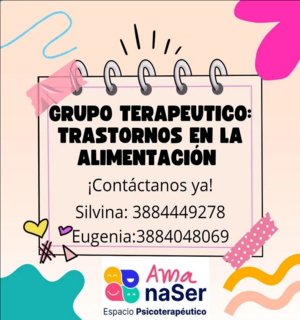 GRUPO TERAPEUTICO:
TRASTORNOS EN LA
ALIMENTACIÓN
¡Contáctanos ya!
Silvina: 3884449278
Eugenia:3884048069
Ama
naSer
Espacio Psicoterapéutico